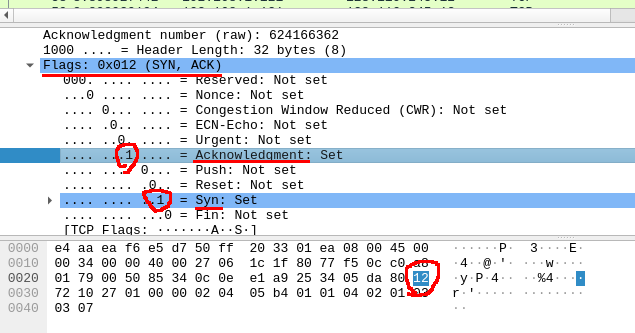 Acknowledgment number (raw): 624166362
1000 .... = Header Length: 32 bytes (8)
Flags: 0x012 (SYN, ACK)
000. .... .... = Reserved: Not set
...0 .... .... = Nonce: Not set
.... 0... .... = Congestion Window Reduced (CWR): Not set
.... .0.. .... = ECN-Echo: Not set
.... ..0. .... = Urgent: Not set
.... ...1 .... = Acknowledgment: Set
.... .... 0... = Push: Not set
.... .... .0.. = Reset: Not set
.... .... ..1. = Syn: Set
.... .... ...0 = Fin: Not set
[TCP Flags: ·······A··S·]
0000 e4 aa ea f6 e5 d7 50 ff 20 33 01 ea 08 00 45 00 ······P· 3····E·
0010 00 34 00 00 40 00 27 06 1c 1f 80 77 f5 0c c0 a8 ·4··@·'· ···w····
0020 01 79 00 50 85 34 0c 0e e1 a9 25 34 05 da 80 12 ·y·P·4·· ··%4····
0030 72 10 27 01 00 00 02 04 05 b4 01 01 04 02 01 03 r·'····· ········
0040 03 07 ··